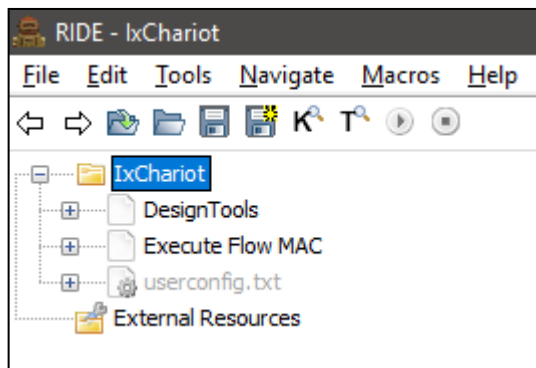 RIDE - IxChariot
File Edit Tools Navigate Macros Help
K T
IxChariot
DesignTools
Execute Flow MAC
userconfig.txt
External Resources